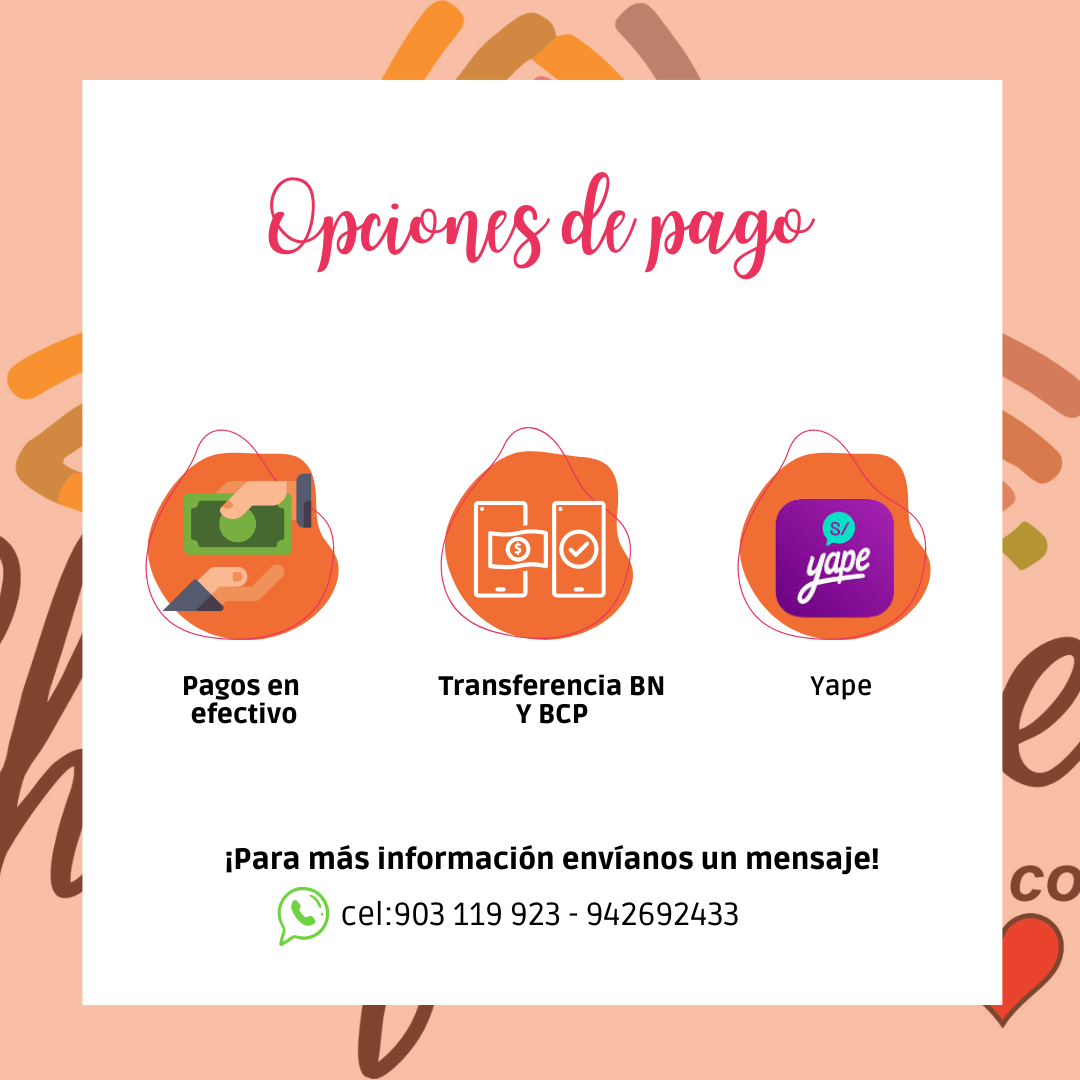 Opciones de pago
S/
yape
$
Pagos en
efectivo
Transferencia BN
Y BCP
Yape
¡Para más información envíanos un mensaje!
cel:903 119 923 - 942692433
co